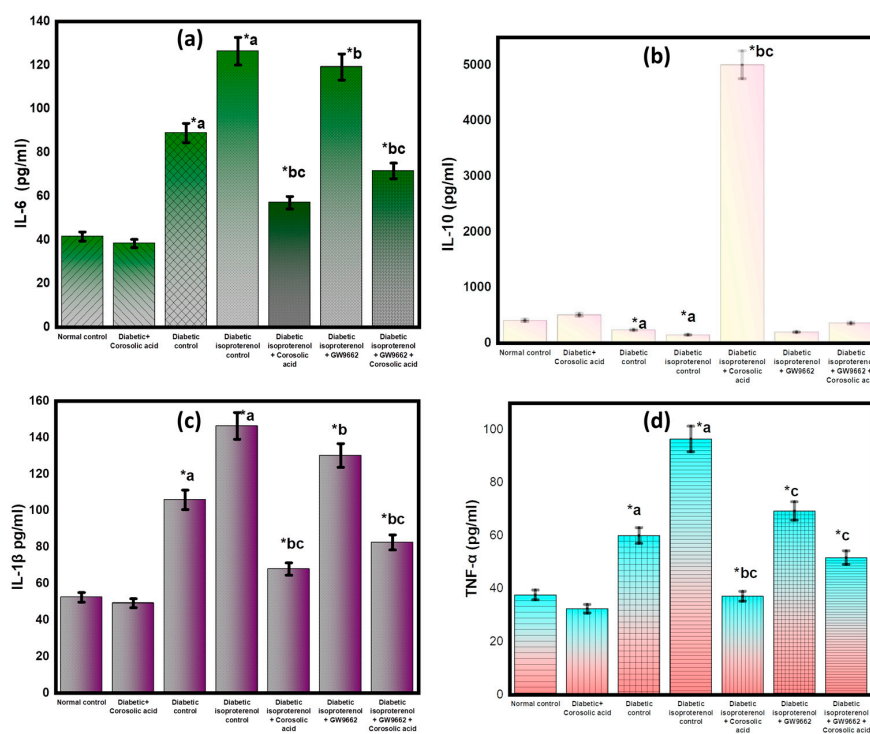 (a)
IL-6 (pg/ml)
140
120
100
80
60
40
20
0
*a
*a
*bc
*b
*bc
Normal control
Diabetic+
Corosolic acid
Diabetic
control
Diabetic
isoproterenol
control
Diabetic
isoproterenol
+ Corosolic
acid
Diabetic
isoproterenol
+ GW9662
Diabetic
isoproterenol
+ GW9662 +
Corosolic acid
(b)
IL-10 (pg/ml)
5000
4000
3000
2000
1000
0
*a
*a
*bc
Normal control
Diabetic+
Corosolic acid
Diabetic
control
Diabetic
isoproterenol
control
Diabetic
isoproterenol
+ Corosolic
acid
Diabetic
isoproterenol
+ GW9662
Diabetic
isoproterenol
+ GW9662 +
Corosolic acid
(c)
IL-1β pg/ml)
160
140
120
100
80
60
40
20
0
*a
*a
*bc
*b
*bc
Normal control
Diabetic+
Corosolic acid
Diabetic
control
Diabetic
isoproterenol
control
Diabetic
isoproterenol
+ Corosolic
acid
Diabetic
isoproterenol
+ GW9662
Diabetic
isoproterenol
+ GW9662 +
Corosolic acid
(d)
TNF-α (pg/ml)
100
80
60
40
20
0
*a
*a
*bc
*c
*c
Normal control
Diabetic+
Corosolic acid
Diabetic
control
Diabetic
isoproterenol
control
Diabetic
isoproterenol
+ Corosolic
acid
Diabetic
isoproterenol
+ GW9662
Diabetic
isoproterenol
+ GW9662 +
Corosolic acid